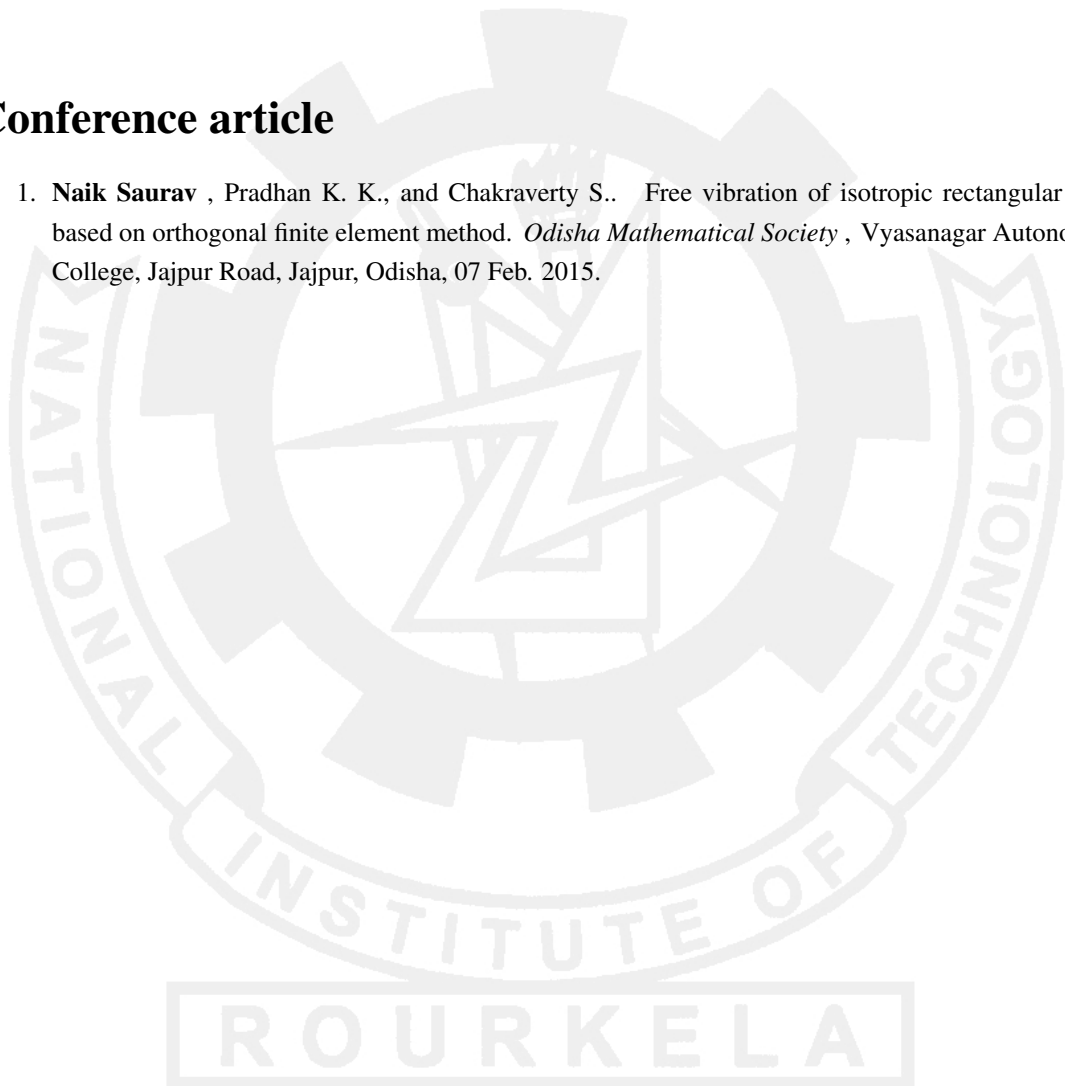 onference article
1. Naik Saurav , Pradhan K. K., and Chakraverty S.. Free vibration of isotropic rectangular
based on orthogonal finite element method. Odisha Mathematical Society , Vyasanagar Autono
College, Jajpur Road, Jajpur, Odisha, 07 Feb. 2015.
NATIONAL INSTITUTE OF TECHNOLOGY
ROURKELA